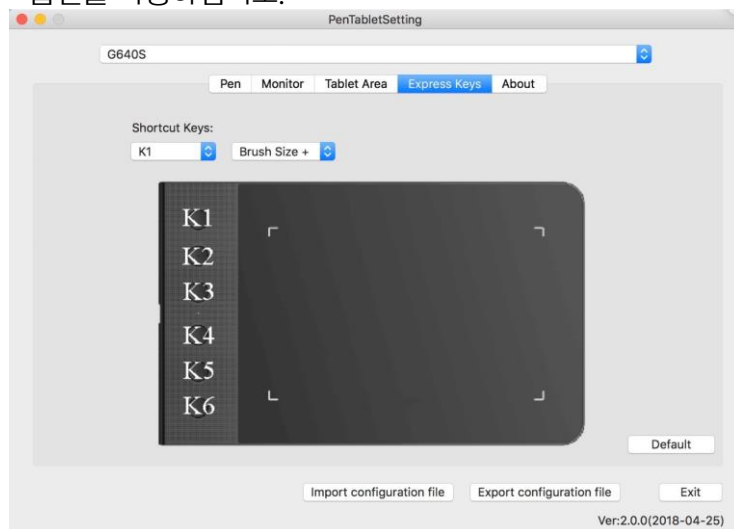 PenTabletSetting
G640S
Pen Monitor Tablet Area Express Keys About
Shortcut Keys:
K1 Brush Size +
K1
K2
K3
K4
K5
K6
Default
Import configuration file Export configuration file Exit
Ver:2.0.0(2018-04-25)